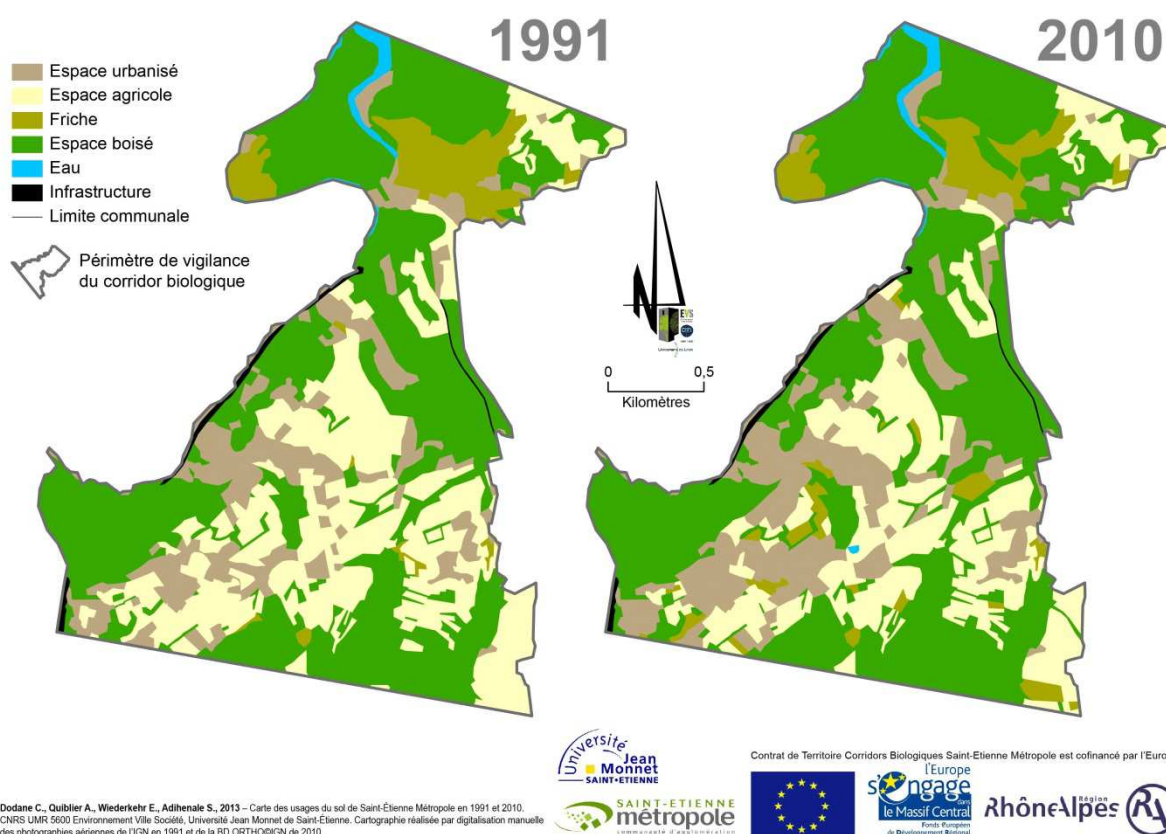 1991
2010
Espace urbanisé
Espace agricole
Friche
Espace boisé
Eau
Infrastructure
Limite communale
Périmètre de vigilance
du corridor biologique
N
EVS
0 0,5
Kilomètres
Université
Jean
Monnet
SAINT-ETIENNE
SAINT-ETIENNE
métropole
communauté d'agglomération
Contrat de Territoire Corridors Biologiques Saint-Etienne Métropole est cofinancé par l'Euro
l'Europe
s'engage
dans
le Massif Central
Fonds Européen
de Développement Régional
RhôneAlpes Région
RA
Dodane C., Quiblier A., Wiederkehr E., Adihenale S., 2013 – Carte des usages du sol de Saint-Étienne Métropole en 1991 et 2010.
CNRS UMR 5600 Environnement Ville Société, Université Jean Monnet de Saint-Étienne. Cartographie réalisée par digitalisation manuelle
des photographies aériennes de l'IGN en 1991 et de la BD ORTHO®IGN de 2010.